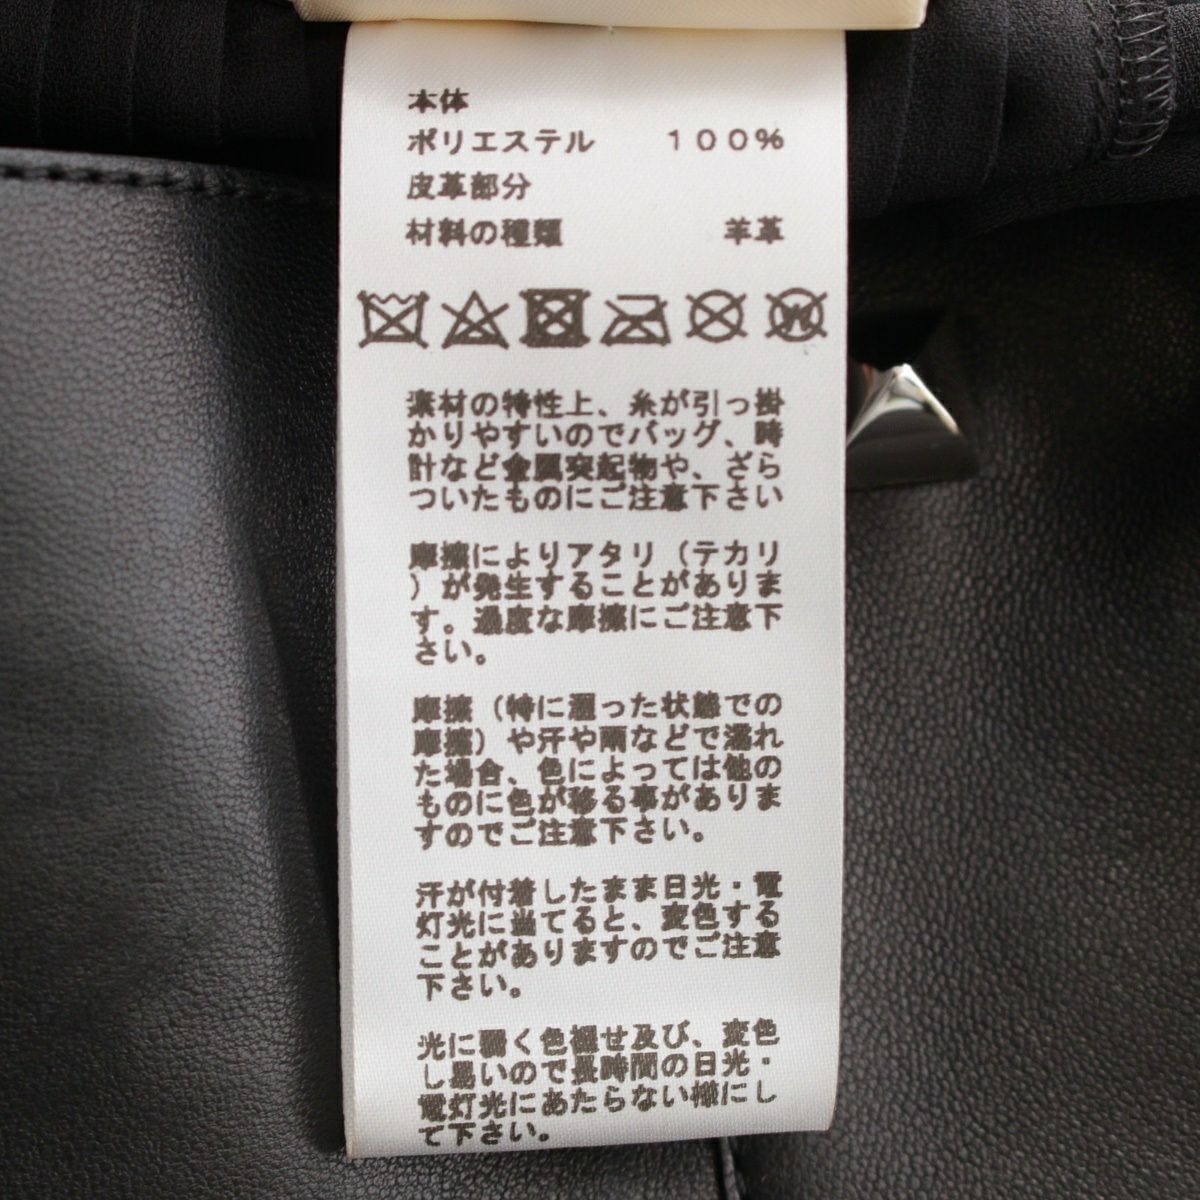 本体
ポリエステル １００％
皮革部分
材料の種類 羊革
W
素材の特性上、糸が引っ掛
かりやすいのでバッグ、時
計など金属突起物や、ざら
ついたものにご注意下さい
摩擦によりアタリ（テカリ
）が発生することがありま
す。過度な摩擦にご注意下
さい。
摩擦（特に湿った状態での
摩擦）や汗や雨などで濡れ
た場合、色によっては他の
ものに色が移る事がありま
すのでご注意下さい。
汗が付着したまま日光・電
灯光に当てると、変色する
ことがありますのでご注意
下さい。
光に弱く色褪せ及び、変色
し易いので長時間の日光・
電灯光にあたらない様にし
て下さい。